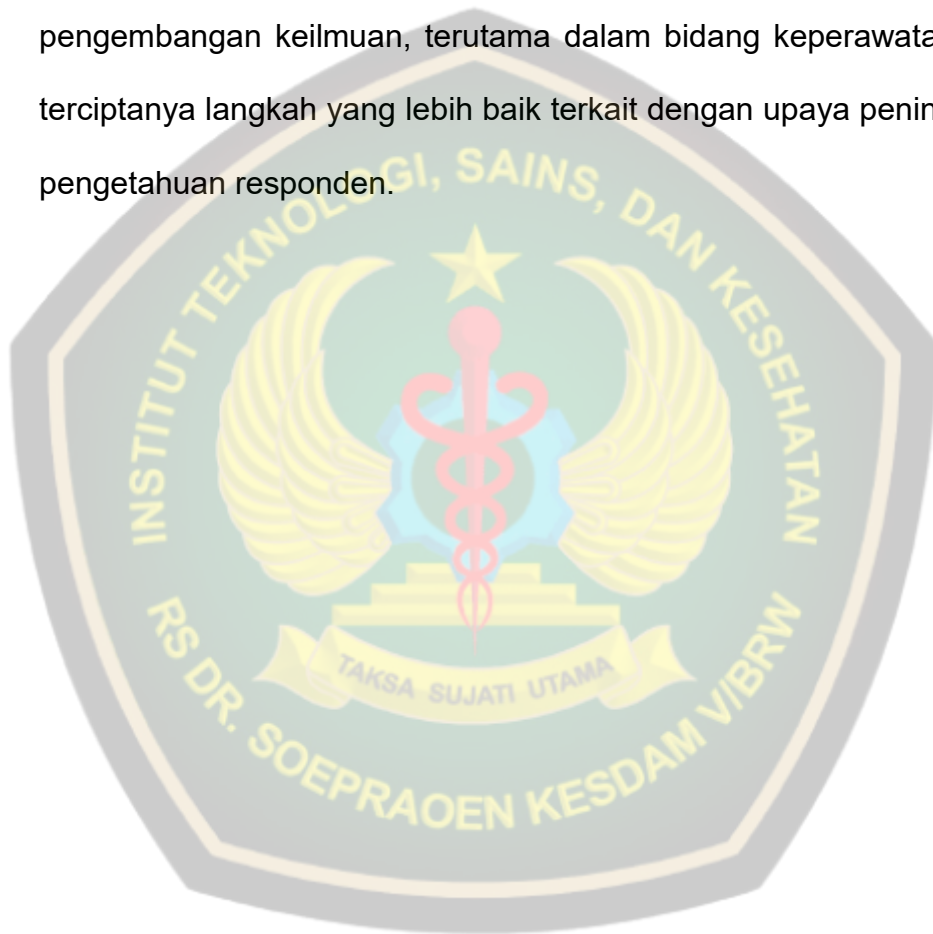 pengembangan keilmuan, terutama dalam bidang keperawata
terciptanya langkah yang lebih baik terkait dengan upaya penin
pengetahuan responden.
INSTITUT TEKNOLOGI, SAINS, DAN KESEHATAN
TAKSA SUJATI UTAMA
RS DR. SOEPRAOEN KESDAM V/BRW